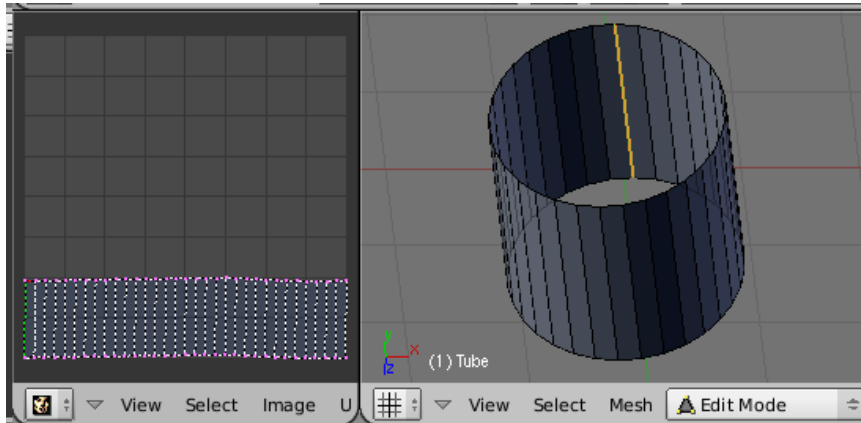 y
x
z
(1) Tube
View Select Image U
View Select Mesh Edit Mode